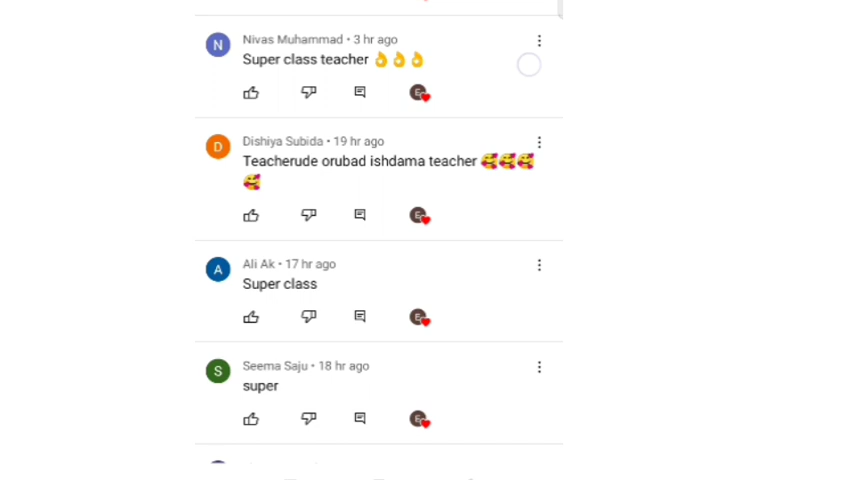 Nivas Muhammad • 3 hr ago
Super class teacher 👌👌👌
Dishiya Subida • 19 hr ago
Teacherude orubad ishdama teacher 🥰🥰🥰
🥰
Ali Ak • 17 hr ago
Super class
Seema Saju • 18 hr ago
super